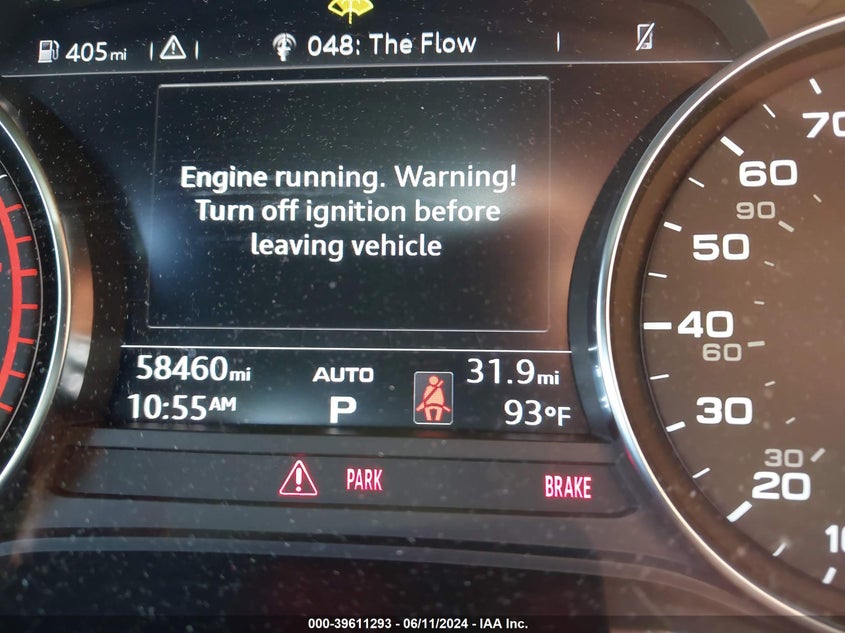 405mi
048: The Flow
Engine running. Warning!
Turn off ignition before
leaving vehicle
58460mi
AUTO
31.9mi
10:55AM
P
93°F
PARK
BRAKE
70
60
90
50
40
60
30
30
20
000-39611293 - 06/11/2024 - IAA Inc.